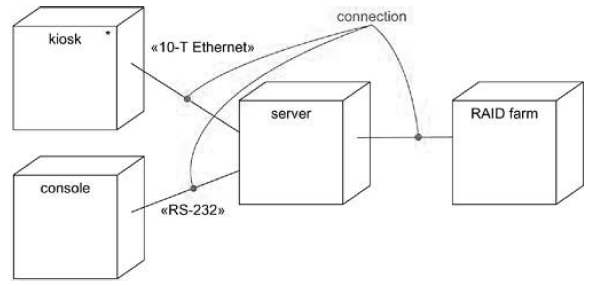 connection
kiosk *
«10-T Ethernet»
server
RAID farm
console
«RS-232»